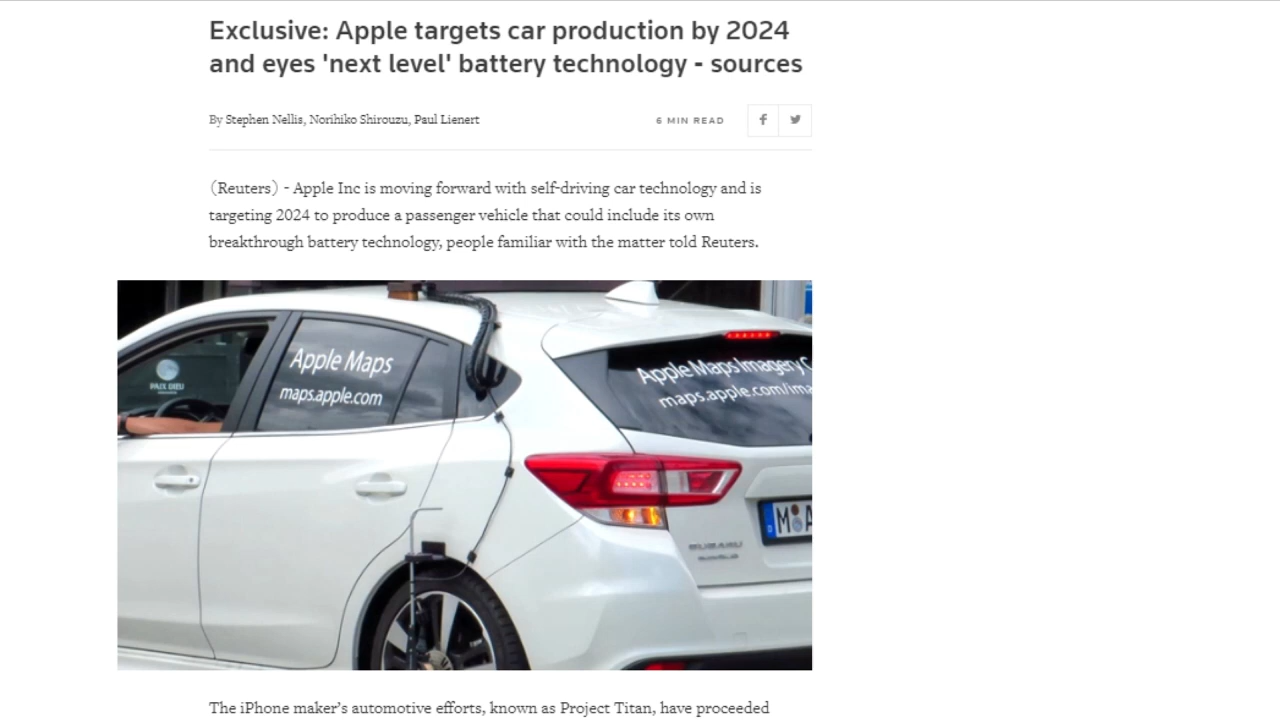 Exclusive: Apple targets car production by 2024
and eyes 'next level' battery technology - sources
By Stephen Nellis, Norihiko Shirouzu, Paul Lienert
6 MIN READ
(Reuters) - Apple Inc is moving forward with self-driving car technology and is
targeting 2024 to produce a passenger vehicle that could include its own
breakthrough battery technology, people familiar with the matter told Reuters.
Apple Maps
maps.apple.com
Apple Maps Imagery C
maps.apple.com/ima
SUBARU
The iPhone maker’s automotive efforts, known as Project Titan, have proceeded